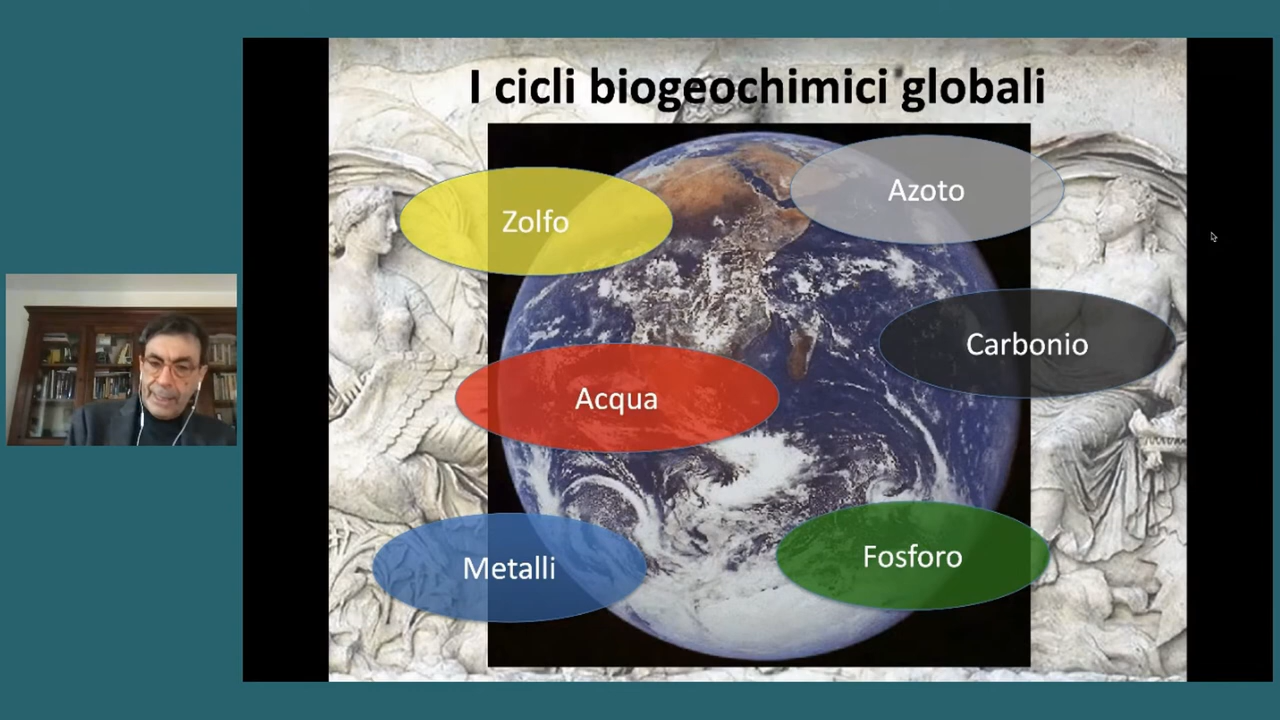 I cicli biogeochimici globali
Azoto
Zolfo
Carbonio
Acqua
Fosforo
Metalli